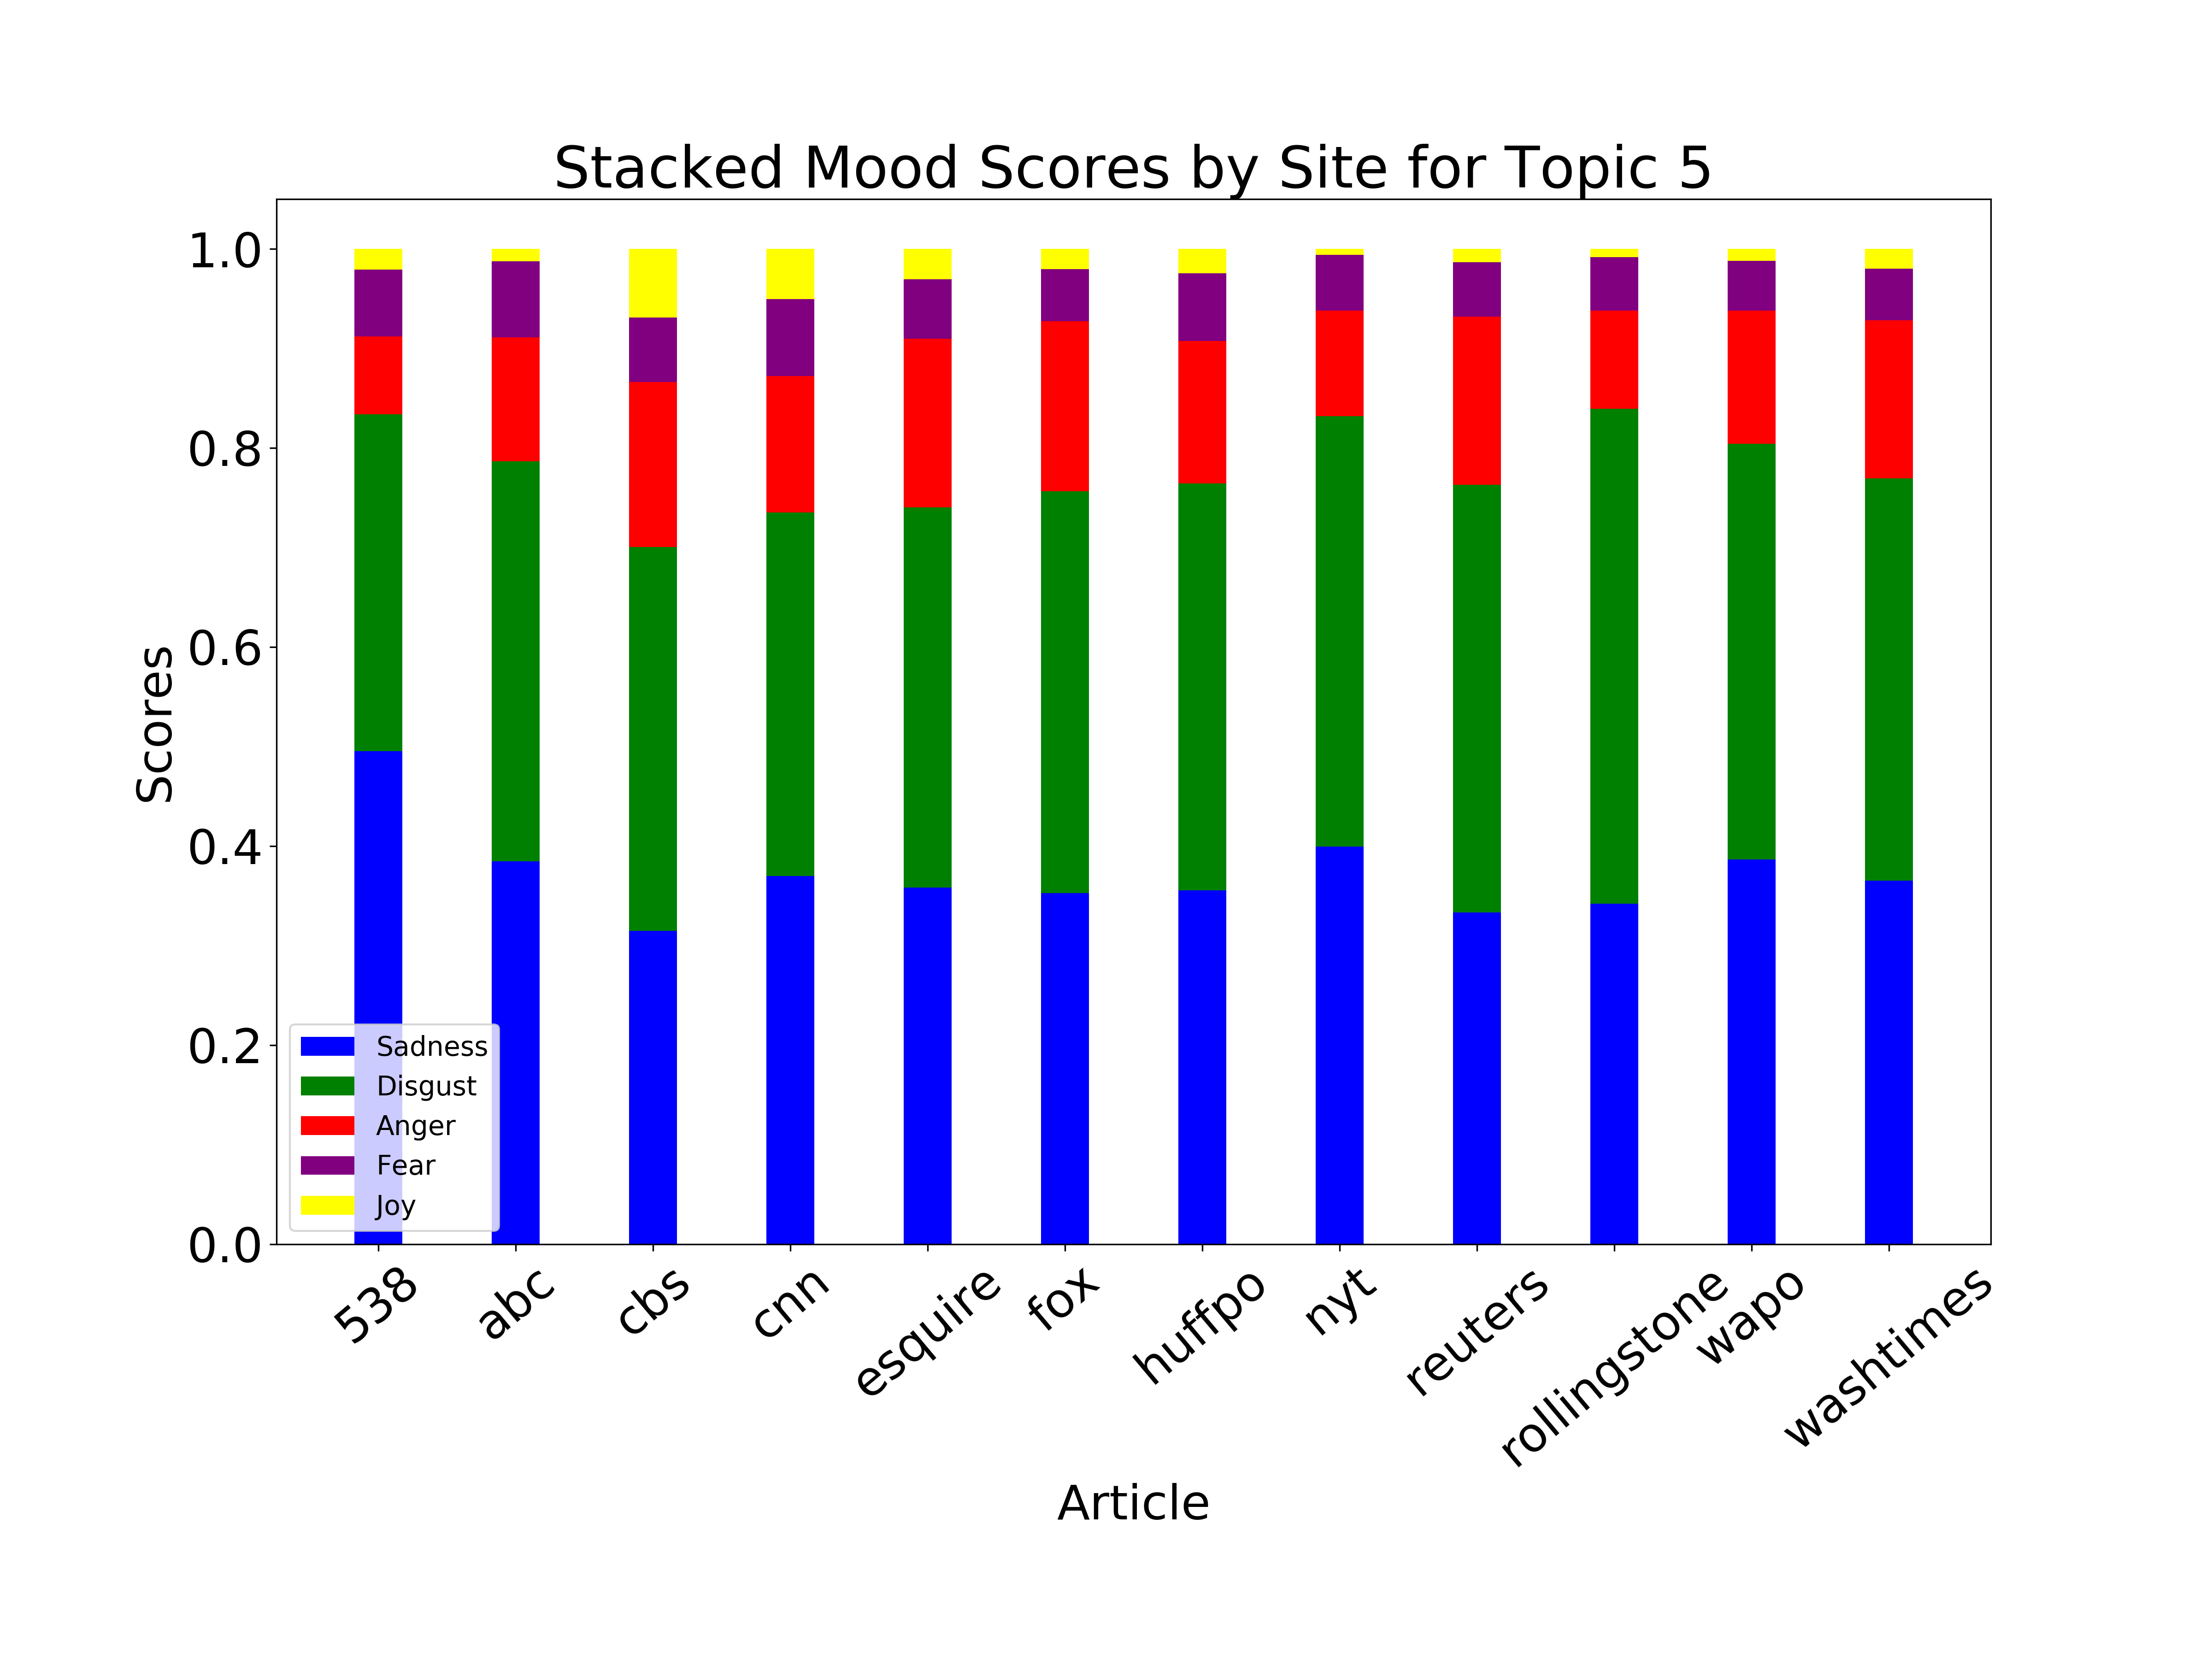 Stacked Mood Scores by Site for Topic 5
1.0
0.8
0.6
0.4
0.2
0.0
Scores
Sadness
Disgust
Anger
Fear
Joy
538
abc
cbs
cnn
esquire
fox
huffpo
nyt
reuters
rollingstone
wapo
washtimes
Article